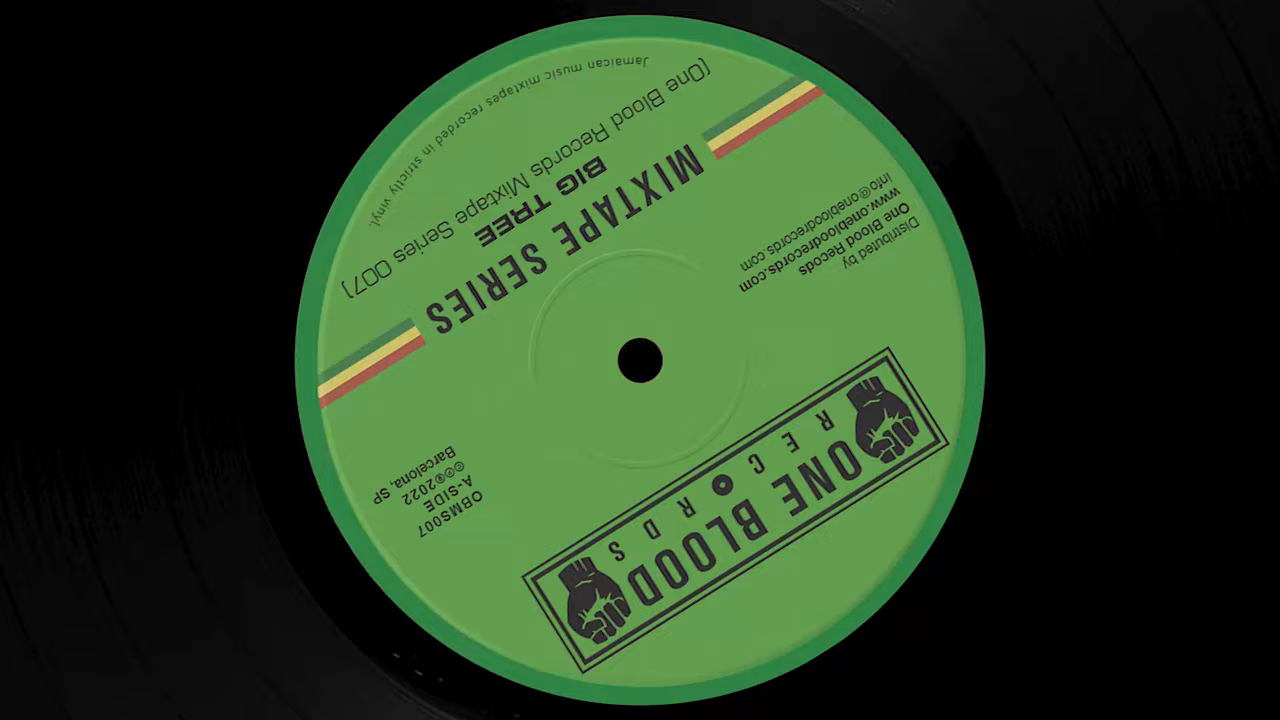 ONE BLOOD
RECORDS
OBMS007
A-SIDE
©℗®2022
Barcelona, SP
Distributed by
One Blood Recods
www.onebloodrecords.com
info@onebloodrecords.com
MIXTAPE SERIES
BIG TREE
(One Blood Records Mixtape Series 007)
Jamaican music mixtapes recorded in strictly vinyl.